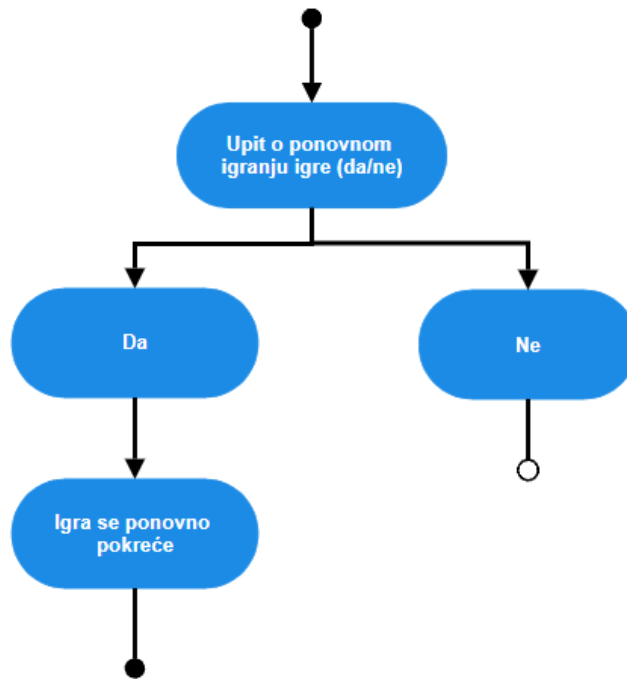 Upit o ponovnom
igranju igre (da/ne)
Da
Ne
Igra se ponovno
pokreće